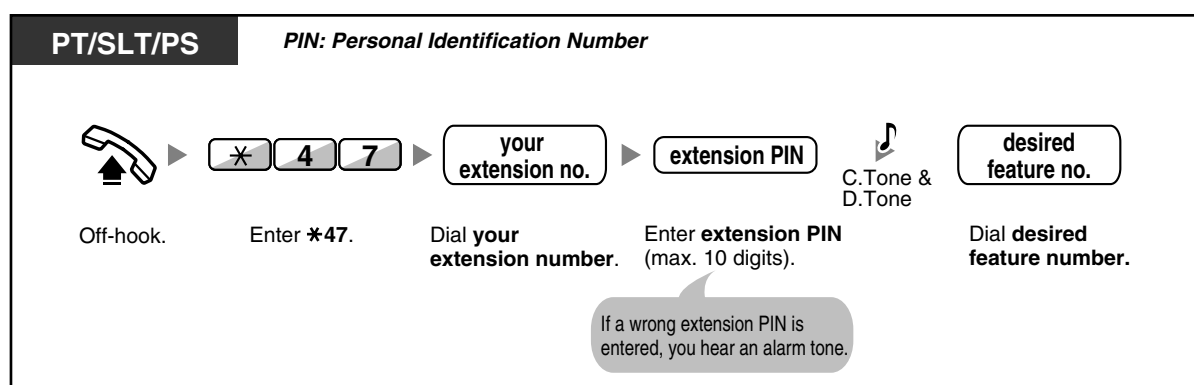 PT/SLT/PS
PIN: Personal Identification Number
* 4 7
your
extension no.
extension PIN
C.Tone &
D.Tone
desired
feature no.
Off-hook.
Enter *47.
Dial your
extension number.
Enter extension PIN
(max. 10 digits).
Dial desired
feature number.
If a wrong extension PIN is
entered, you hear an alarm tone.